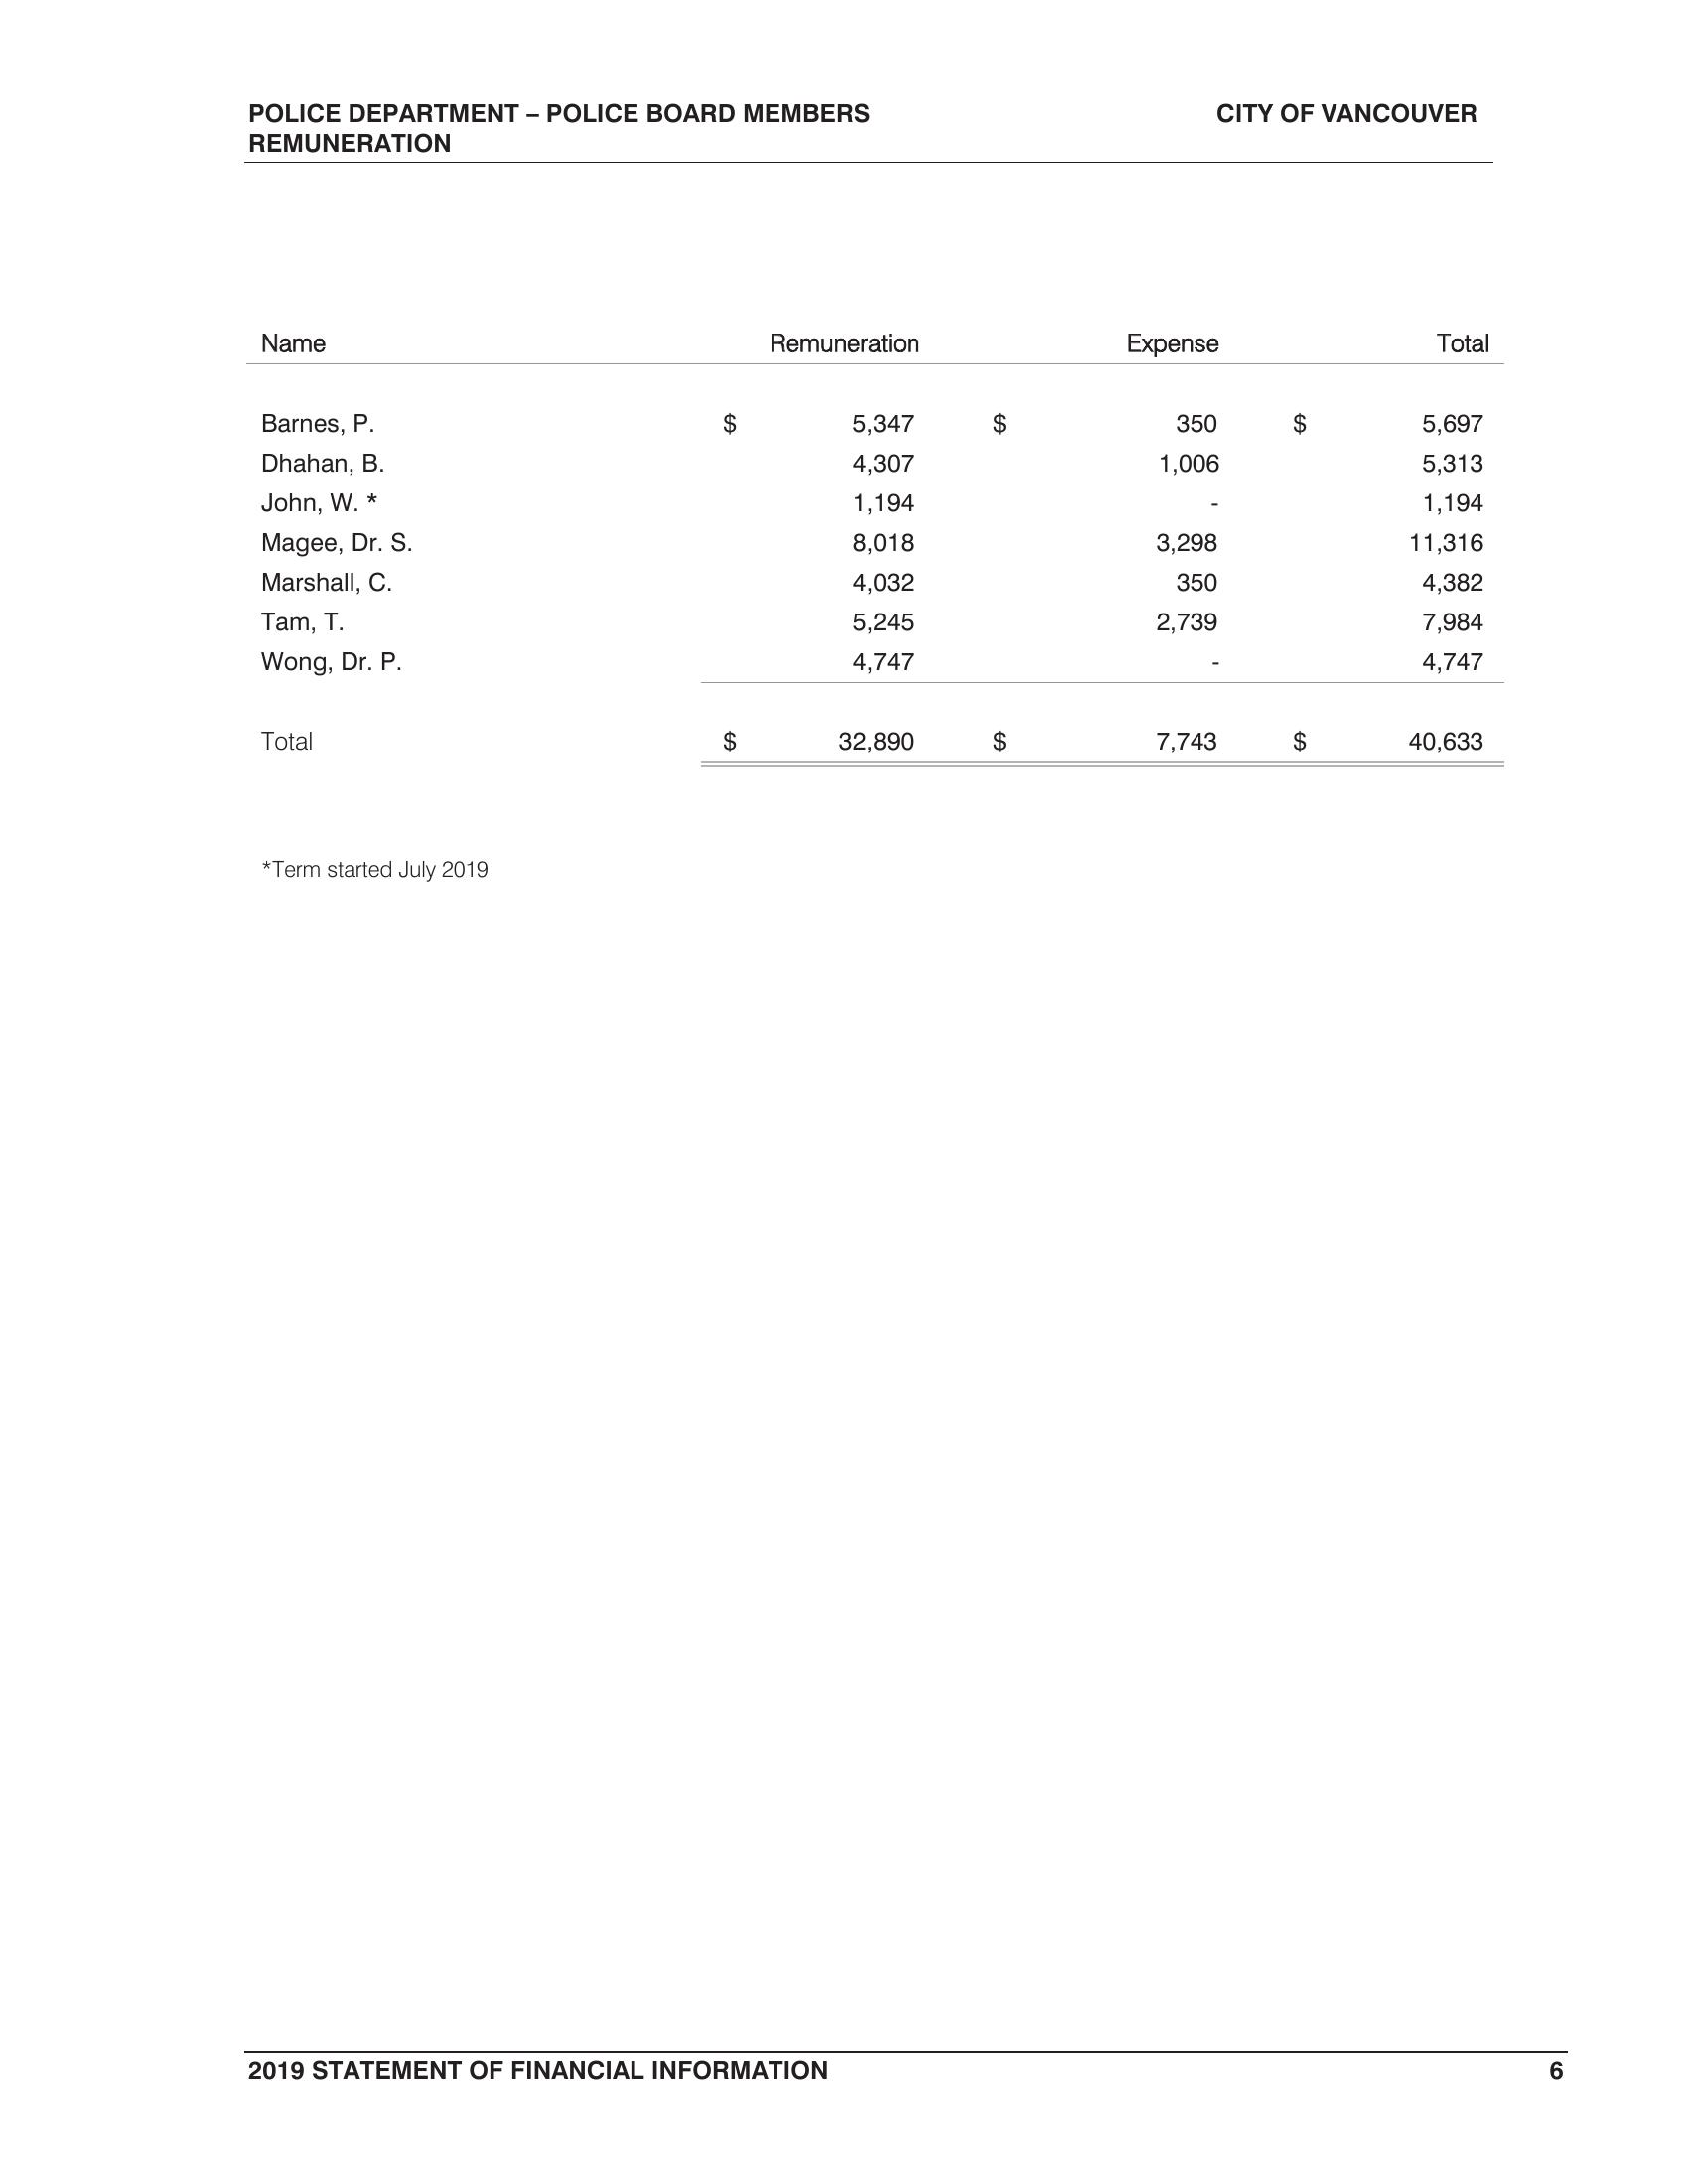 POLICE DEPARTMENT – POLICE BOARD MEMBERS CITY OF VANCOUVER
REMUNERATION
Name Remuneration Expense Total
Barnes, P. $ 5,347 $ 350 $ 5,697
Dhahan, B. 4,307 1,006 5,313
John, W. * 1,194 - 1,194
Magee, Dr. S. 8,018 3,298 11,316
Marshall, C. 4,032 350 4,382
Tam, T. 5,245 2,739 7,984
Wong, Dr. P. 4,747 - 4,747
Total $ 32,890 $ 7,743 $ 40,633
*Term started July 2019
2019 STATEMENT OF FINANCIAL INFORMATION 6